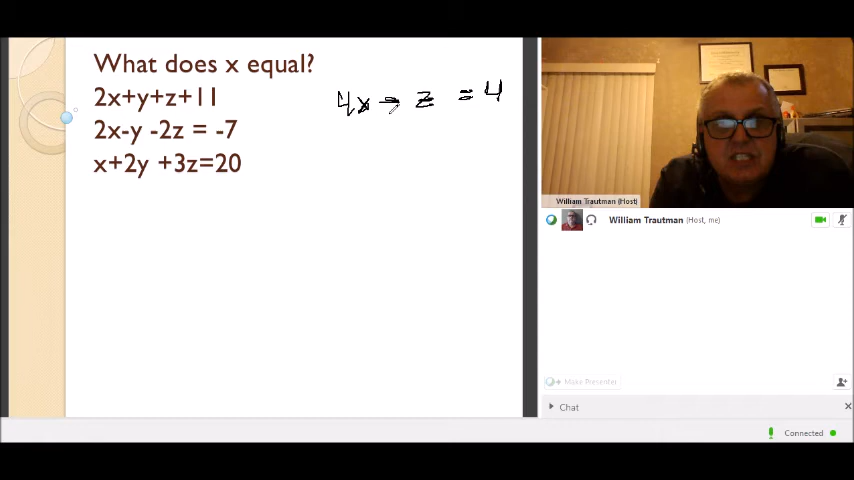 What does x equal?
2x+y+z+11
4x - z = 4
2x-y -2z = -7
x+2y +3z=20
William Trautman (Host)
William Trautman (Host, me)
Make Presenter
Chat
Connected